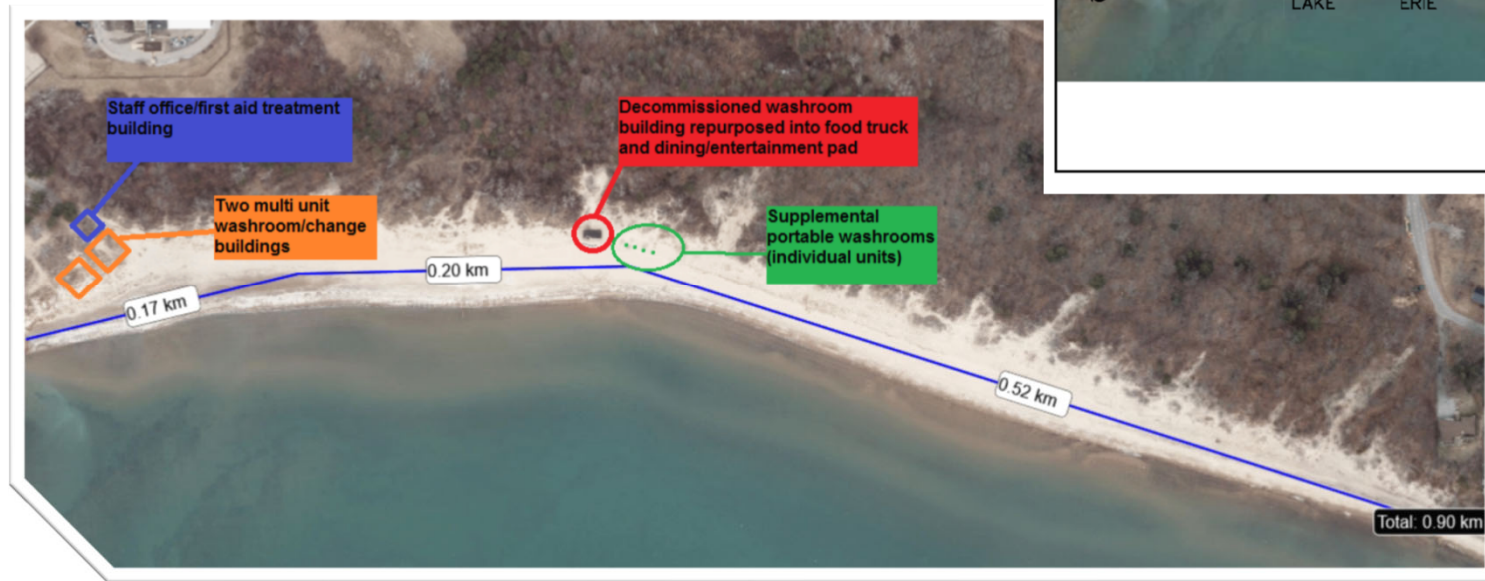 LAKE ERIE
Staff office/first aid treatment
building
Decommissioned washroom
building repurposed into food truck
and dining/entertainment pad
Two multi unit
washroom/change
buildings
Supplemental
portable washrooms
(individual units)
0.20 km
0.17 km
0.52 km
Total: 0.90 km